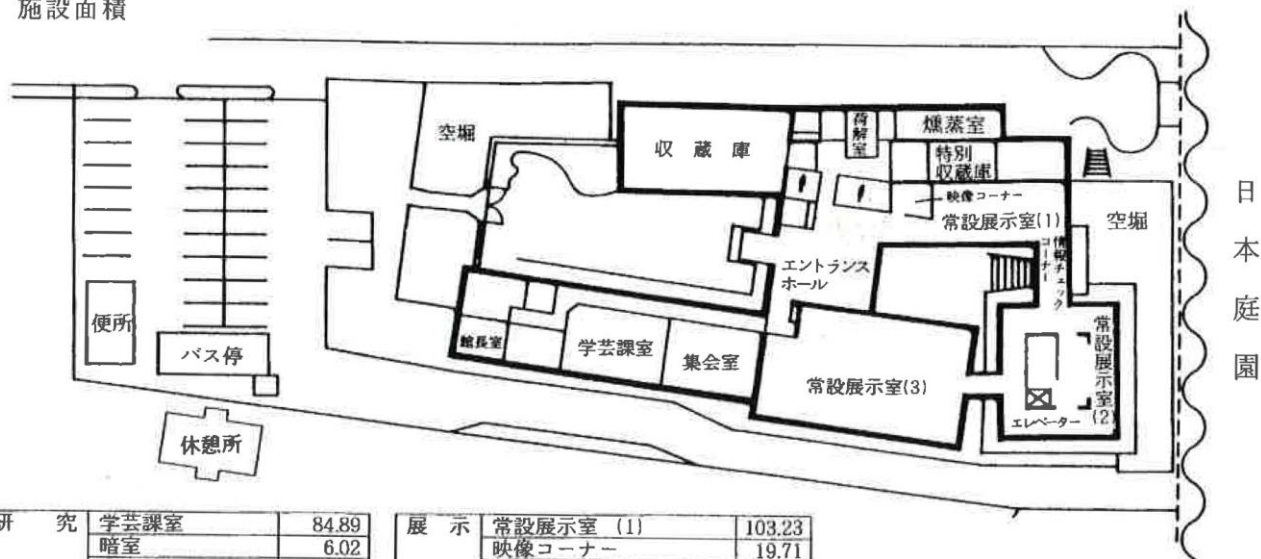 施設面積
空堀
収蔵庫
荷解室
燻蒸室
特別
収蔵庫
映像コーナー
常設展示室(1)
空堀
情報チェック
コーナー
エントランス
ホール
日本庭園
便所
バス停
館長室
学芸課室
集会室
常設展示室(3)
常設展示室(2)
エレベーター
休憩所
研 究 学芸課室 84.89
暗室 6.02
展 示 常設展示室 (1) 103.23
映像コーナー 19.71